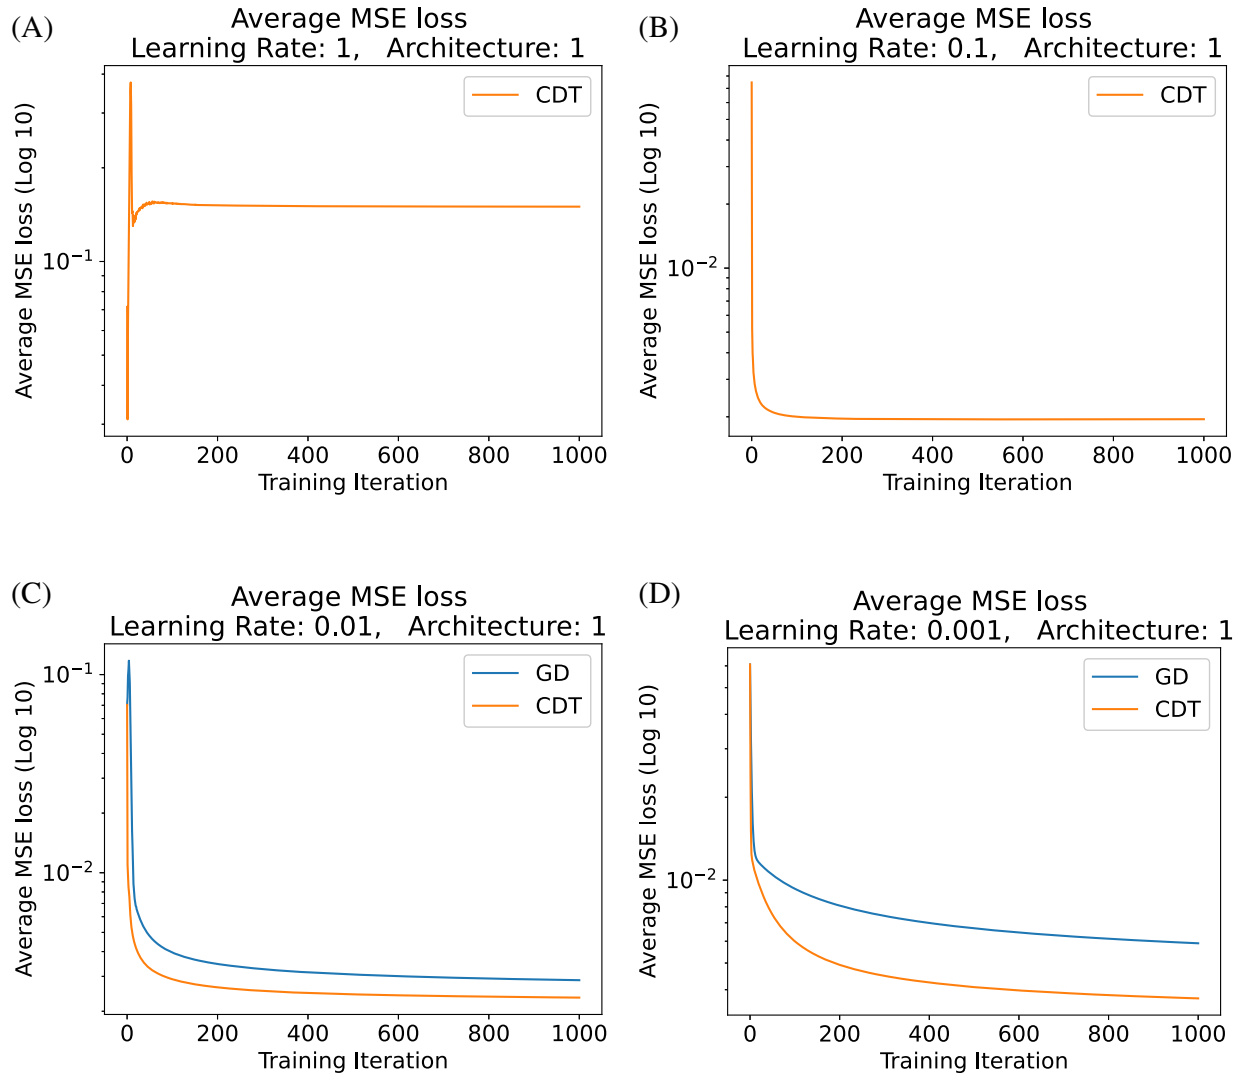 (A)
Average MSE loss
Learning Rate: 1,   Architecture: 1
CDT
Average MSE loss (Log 10)
10⁻¹
0 200 400 600 800 1000
Training Iteration
(B)
Average MSE loss
Learning Rate: 0.1,   Architecture: 1
CDT
Average MSE loss (Log 10)
10⁻²
0 200 400 600 800 1000
Training Iteration
(C)
Average MSE loss
Learning Rate: 0.01,   Architecture: 1
GD
CDT
Average MSE loss (Log 10)
10⁻¹
10⁻²
0 200 400 600 800 1000
Training Iteration
(D)
Average MSE loss
Learning Rate: 0.001,   Architecture: 1
GD
CDT
Average MSE loss (Log 10)
10⁻²
0 200 400 600 800 1000
Training Iteration